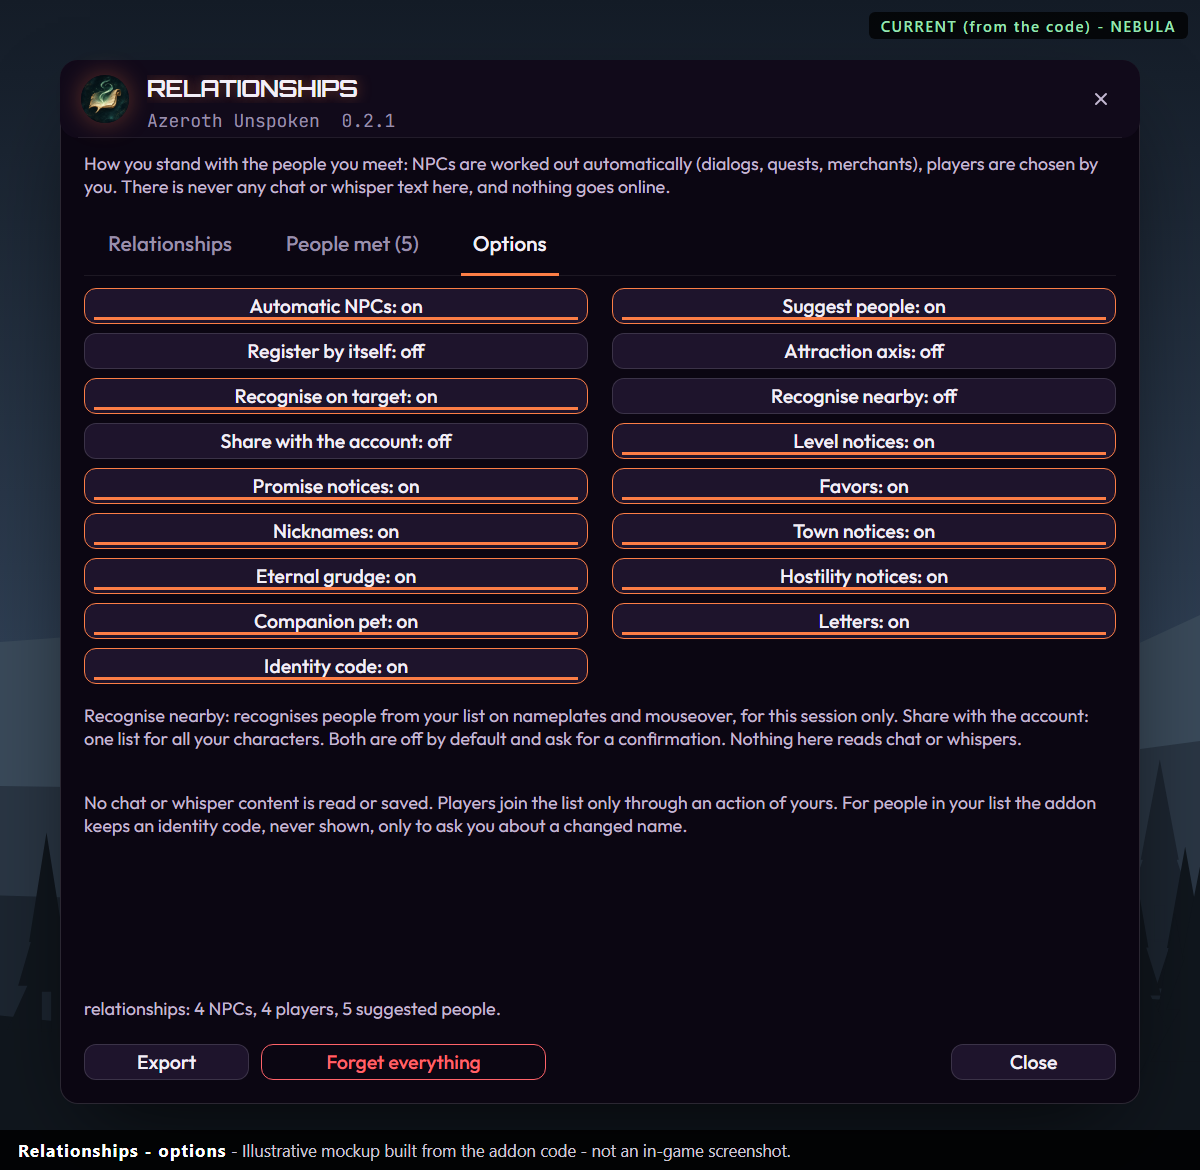 CURRENT (from the code) - NEBULA
RELATIONSHIPS
Azeroth Unspoken 0.2.1
×
How you stand with the people you meet: NPCs are worked out automatically (dialogs, quests, merchants), players are chosen by
you. There is never any chat or whisper text here, and nothing goes online.
Relationships People met (5) Options
Automatic NPCs: on Suggest people: on
Register by itself: off Attraction axis: off
Recognise on target: on Recognise nearby: off
Share with the account: off Level notices: on
Promise notices: on Favors: on
Nicknames: on Town notices: on
Eternal grudge: on Hostility notices: on
Companion pet: on Letters: on
Identity code: on
Recognise nearby: recognises people from your list on nameplates and mouseover, for this session only. Share with the account:
one list for all your characters. Both are off by default and ask for a confirmation. Nothing here reads chat or whispers.
No chat or whisper content is read or saved. Players join the list only through an action of yours. For people in your list the addon
keeps an identity code, never shown, only to ask you about a changed name.
relationships: 4 NPCs, 4 players, 5 suggested people.
Export Forget everything Close
Relationships - options - Illustrative mockup built from the addon code - not an in-game screenshot.